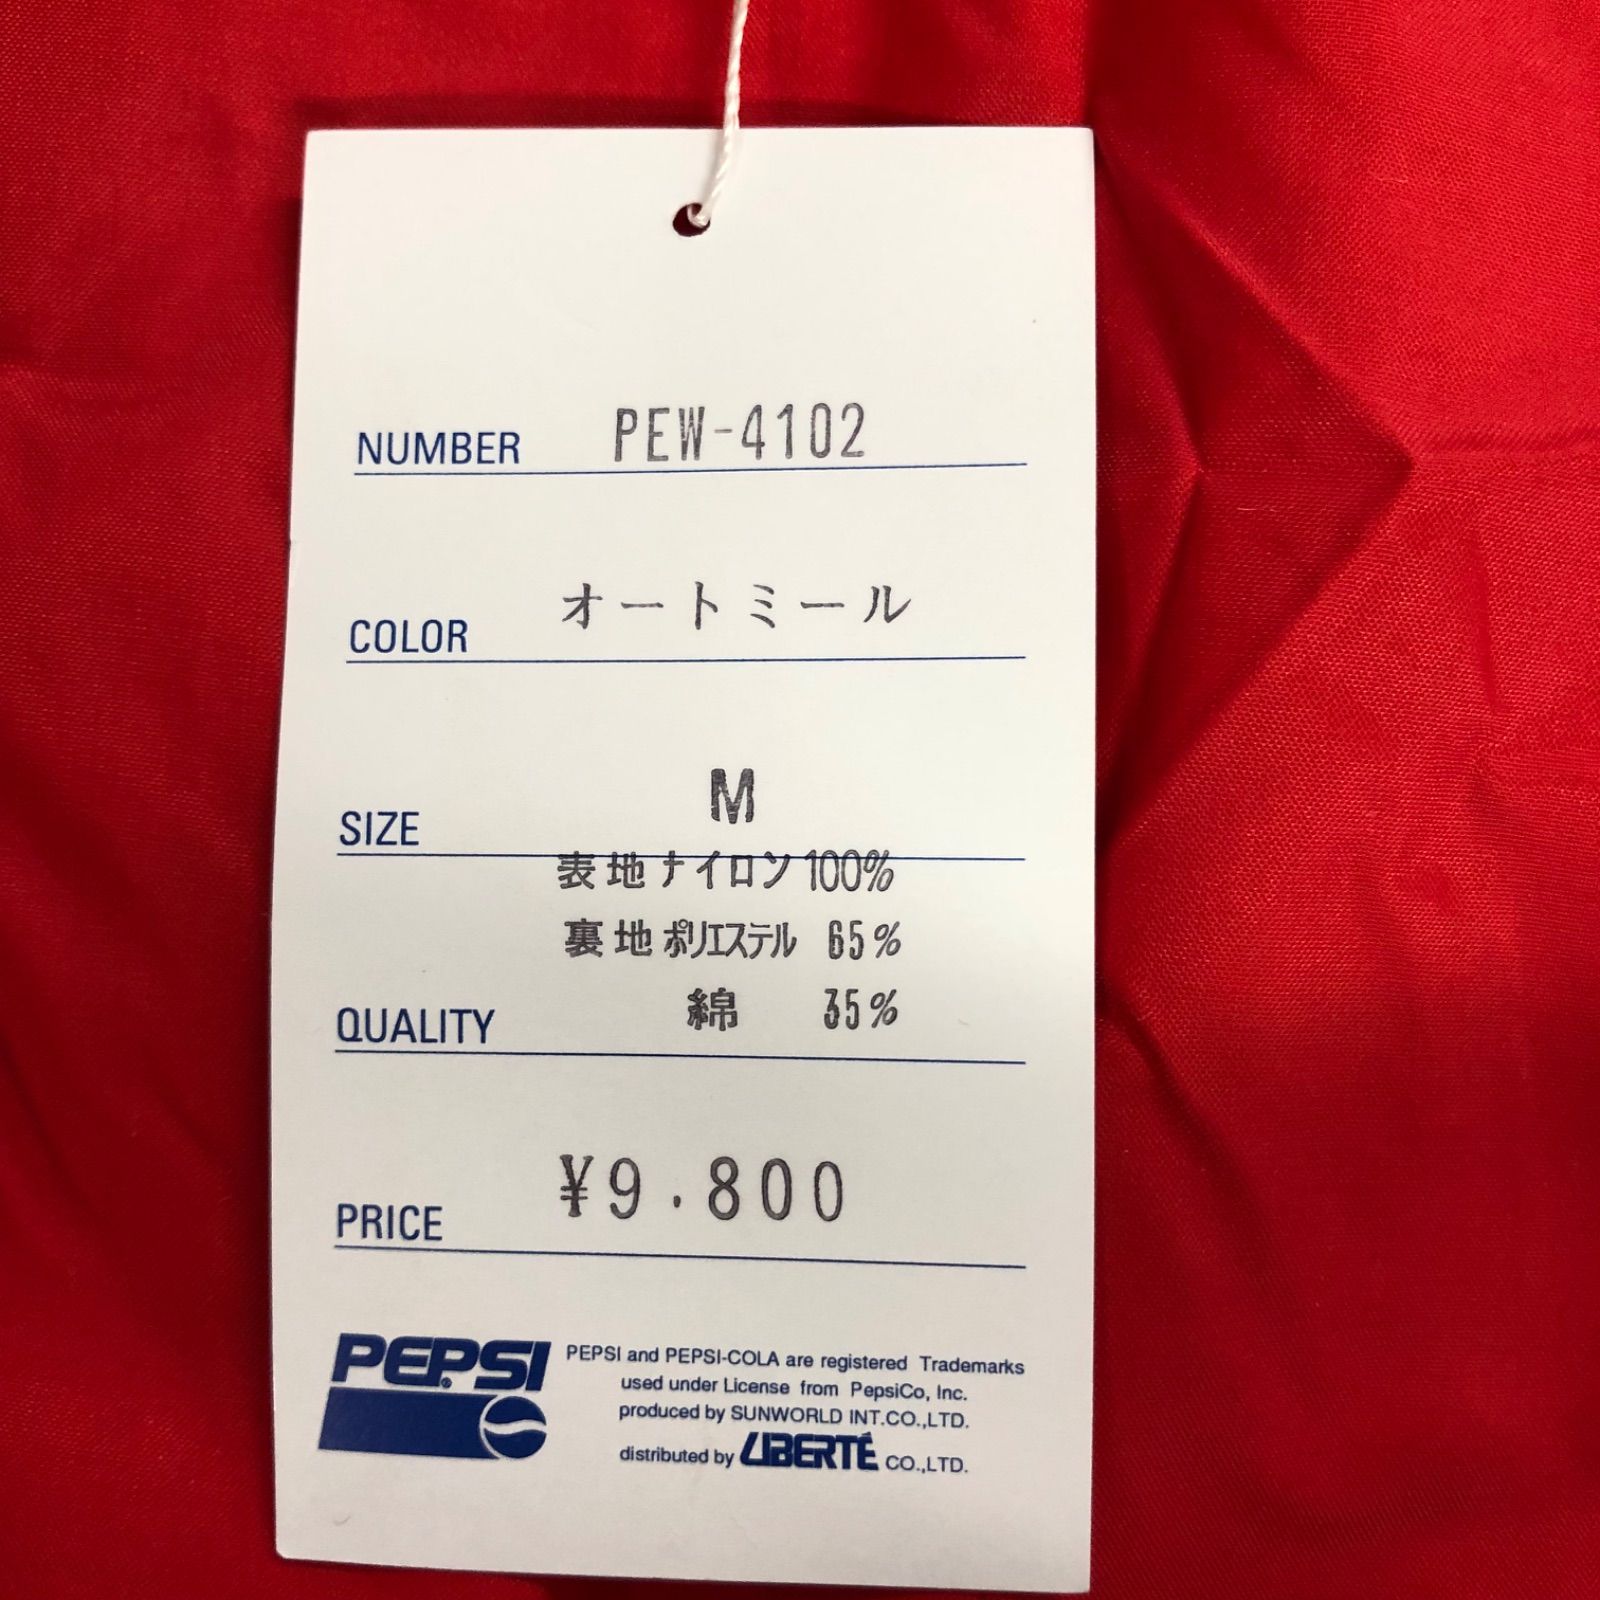 NUMBER PEW-4102
COLOR オートミール
SIZE M
表地 ナイロン 100%
裏地 ポリエステル 65%
QUALITY 綿 35%
PRICE ¥9.800
PEPSI
PEPSI and PEPSI-COLA are registered Trademarks
used under License from PepsiCo, Inc.
produced by SUNWORLD INT.CO.,LTD.
distributed by LIBERTÉ CO.,LTD.